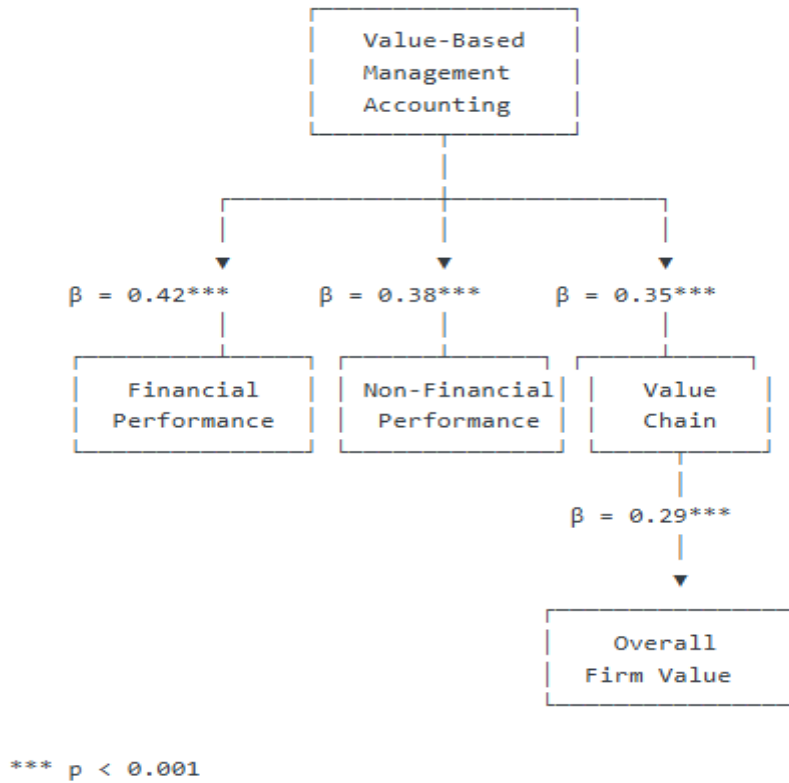 Value-Based
Management
Accounting
β = 0.42*** β = 0.38*** β = 0.35***
Financial
Performance
Non-Financial
Performance
Value
Chain
β = 0.29***
Overall
Firm Value
*** p < 0.001